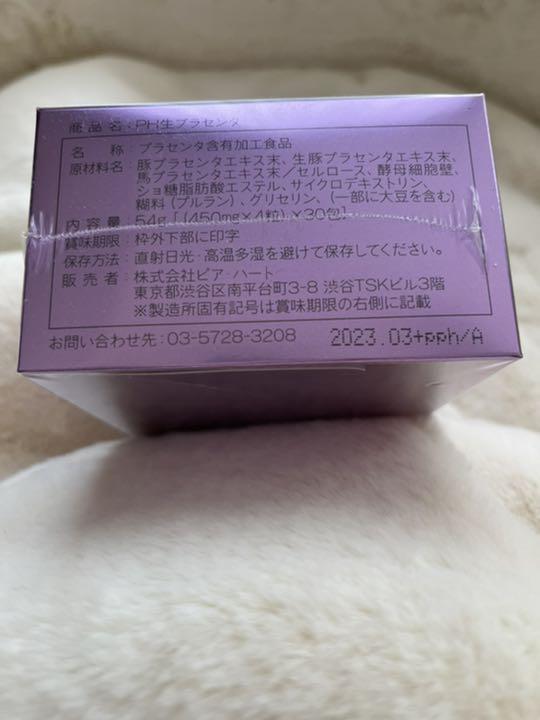 商品名：PH生プラセンタ
名　称：プラセンタ含有加工食品
原材料名：豚プラセンタエキス末、生豚プラセンタエキス末、
馬プラセンタエキス末／セルロース、酵母細胞壁、
ショ糖脂肪酸エステル、サイクロデキストリン、
糊料（プルラン）、グリセリン、（一部に大豆を含む）
内容量：54g［（450mg×4粒）×30包］
賞味期限：枠外下部に印字
保存方法：直射日光・高温多湿を避けて保存してください。
販売者：株式会社ピア・ハート
東京都渋谷区南平台町3-8 渋谷TSKビル3階
※製造所固有記号は賞味期限の右側に記載
お問い合わせ先：03-5728-3208 2023.03+pph/A